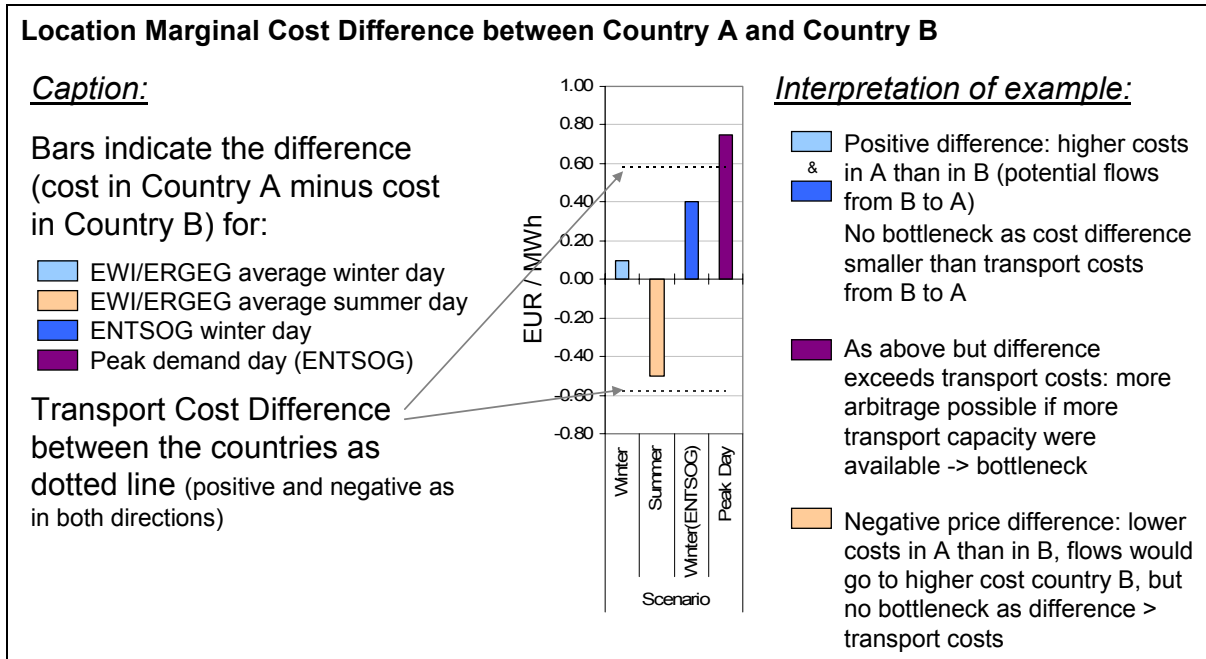 Location Marginal Cost Difference between Country A and Country B
Caption:
Bars indicate the difference
(cost in Country A minus cost
in Country B) for:
EWI/ERGEG average winter day
EWI/ERGEG average summer day
ENTSOG winter day
Peak demand day (ENTSOG)
Transport Cost Difference
between the countries as
dotted line (positive and negative as
in both directions)
EUR / MWh
1.00
0.80
0.60
0.40
0.20
0.00
-0.20
-0.40
-0.60
-0.80
Winter
Summer
Winter(ENTSOG)
Peak Day
Scenario
Interpretation of example:
&
Positive difference: higher costs
in A than in B (potential flows
from B to A)
No bottleneck as cost difference
smaller than transport costs
from B to A
As above but difference
exceeds transport costs: more
arbitrage possible if more
transport capacity were
available -> bottleneck
Negative price difference: lower
costs in A than in B, flows would
go to higher cost country B, but
no bottleneck as difference >
transport costs